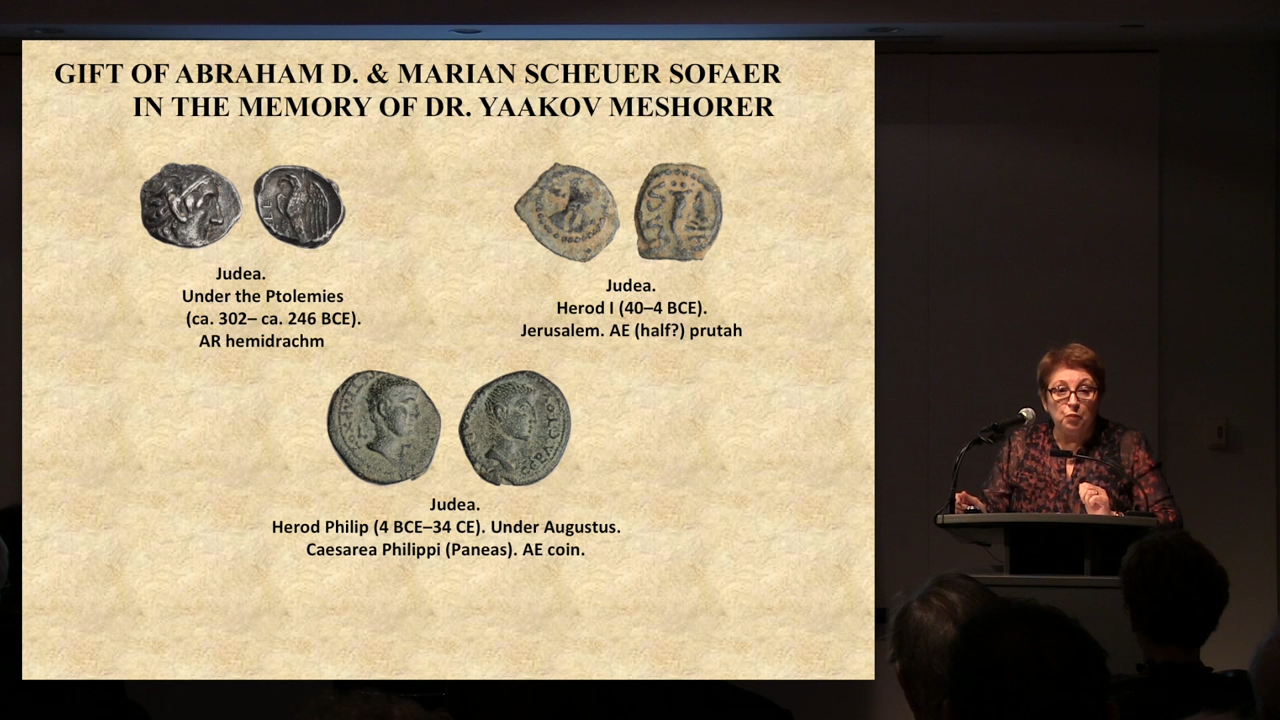 GIFT OF ABRAHAM D. & MARIAN SCHEUER SOFAER
IN THE MEMORY OF DR. YAAKOV MESHORER
Judea.
Under the Ptolemies
(ca. 302– ca. 246 BCE).
AR hemidrachm
Judea.
Herod I (40–4 BCE).
Jerusalem. AE (half?) prutah
Judea.
Herod Philip (4 BCE–34 CE). Under Augustus.
Caesarea Philippi (Paneas). AE coin.